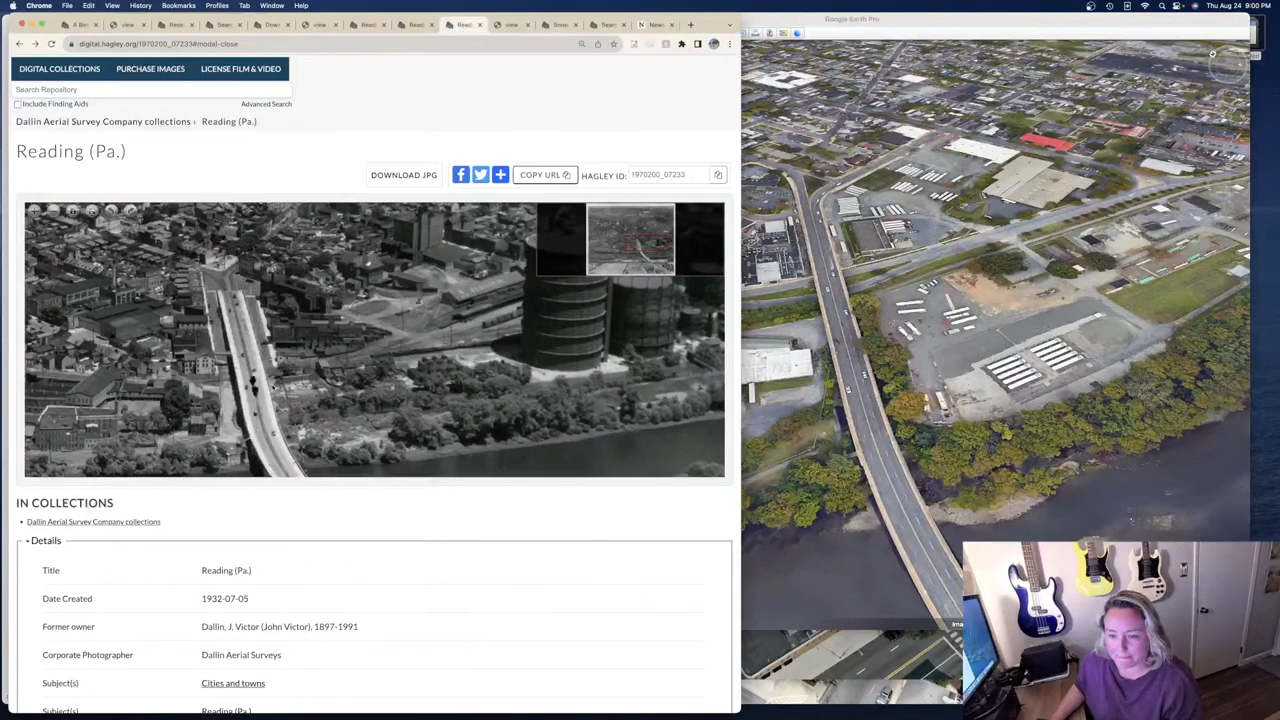 Chrome File Edit View History Bookmarks Profiles Tab Window Help
Thu Aug 24 9:00 PM
Google Earth Pro
digital.hagley.org/1970200_07233#modal-close
DIGITAL COLLECTIONS PURCHASE IMAGES LICENSE FILM & VIDEO
Search Repository
Include Finding Aids Advanced Search
Dallin Aerial Survey Company collections › Reading (Pa.)
Reading (Pa.)
DOWNLOAD JPG COPY URL HAGLEY ID: 1970200_07233
IN COLLECTIONS
Dallin Aerial Survey Company collections
Details
Title Reading (Pa.)
Date Created 1932-07-05
Former owner Dallin, J. Victor (John Victor), 1897-1991
Corporate Photographer Dallin Aerial Surveys
Subject(s) Cities and towns
Subject(s) Reading (Pa.)